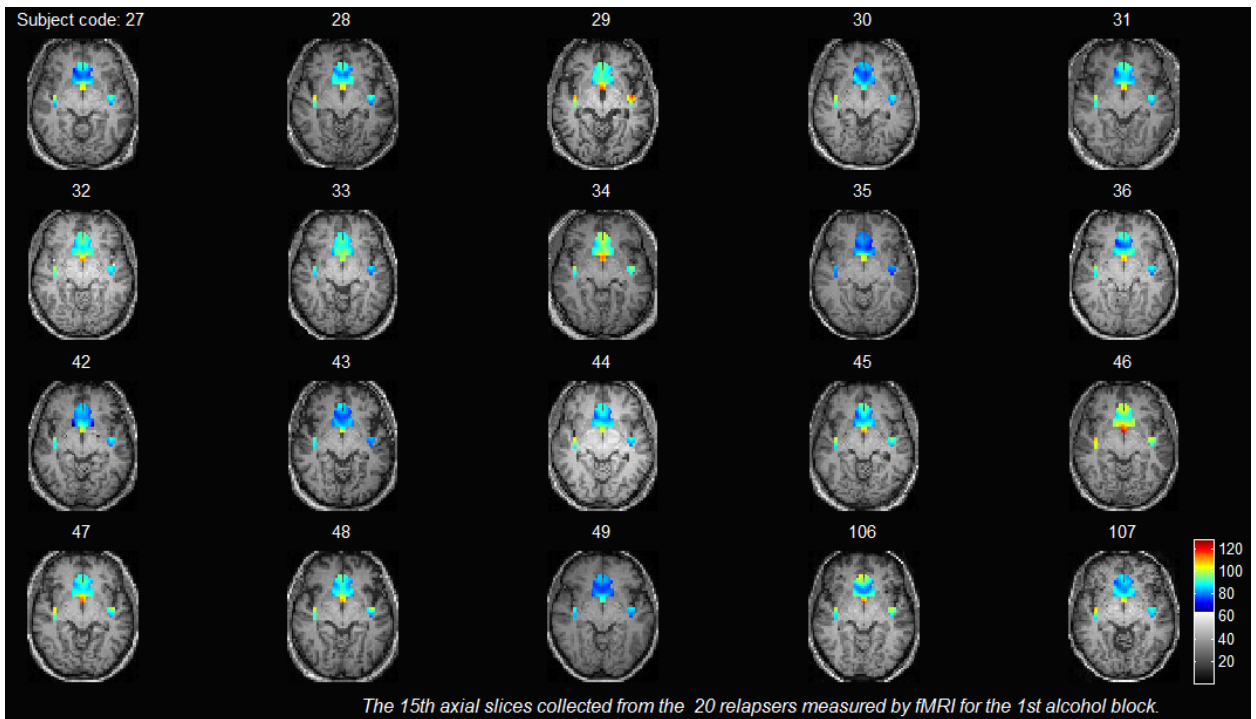 Subject code: 27 28 29 30 31
32 33 34 35 36
42 43 44 45 46
47 48 49 106 107
120
100
80
60
40
20
The 15th axial slices collected from the 20 relapsers measured by fMRI for the 1st alcohol block.